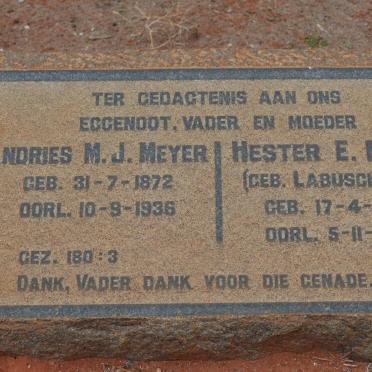 TER GEDAGTENIS AAN ONS
EGGENOOT, VADER EN MOEDER
ANDRIES M. J. MEYER
GEB. 31-7-1872
OORL. 10-9-1936
HESTER E.
(GEB. LABUSCH
GEB. 17-4-
OORL. 5-11-
GEZ. 180:3
DANK, VADER DANK VOOR DIE GENADE.